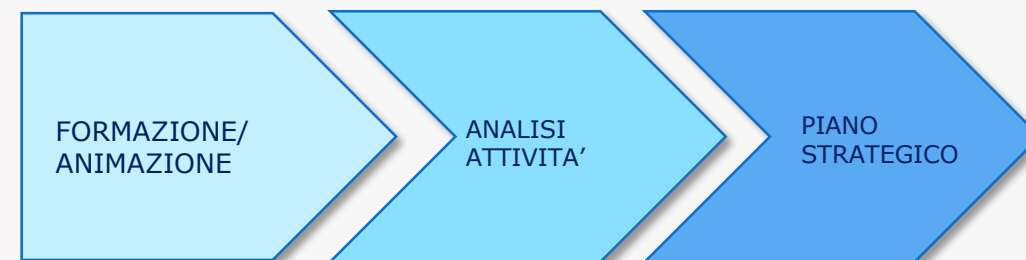 FORMAZIONE/
ANIMAZIONE
ANALISI
ATTIVITA’
PIANO
STRATEGICO